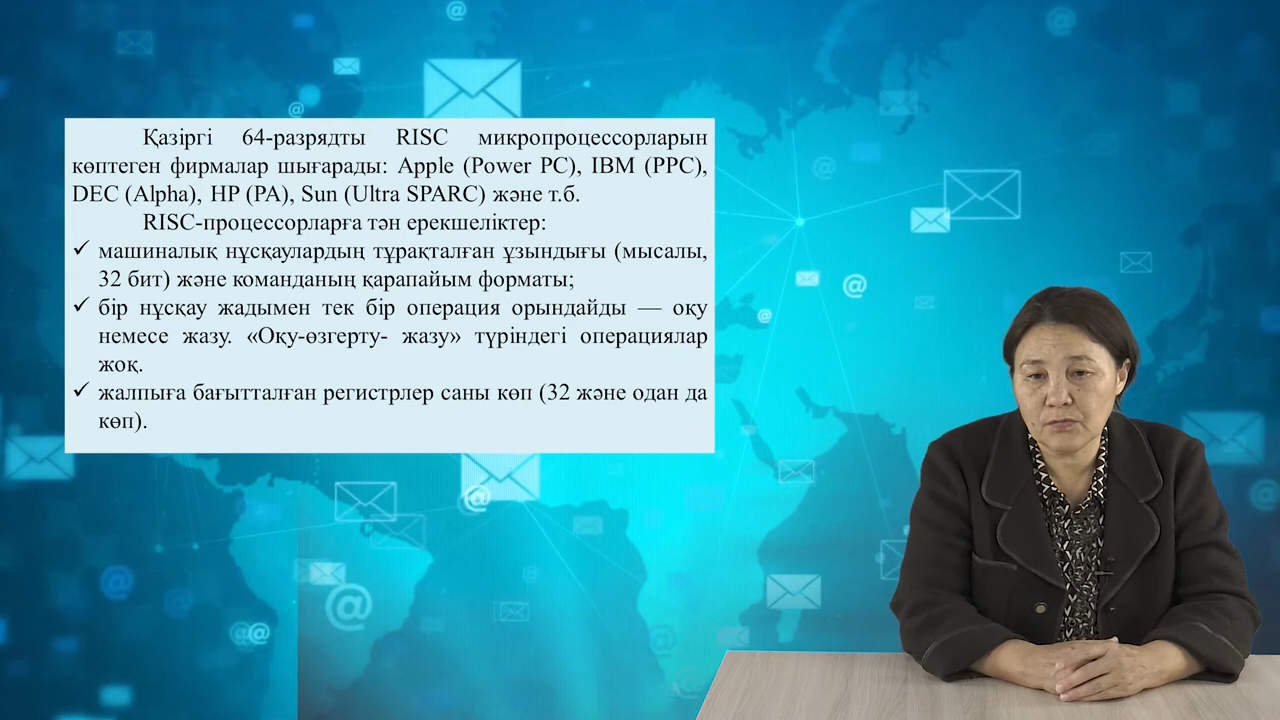 Қазіргі 64-разрядты RISC микропроцессорларын
көптеген фирмалар шығарады: Apple (Power PC), IBM (PPC),
DEC (Alpha), HP (PA), Sun (Ultra SPARC) және т.б.
RISC-процессорларға тән ерекшеліктер:
✓ машиналық нұсқаулардың тұрақталған ұзындығы (мысалы,
32 бит) және команданың қарапайым форматы;
✓ бір нұсқау жадымен тек бір операция орындайды — оқу
немесе жазу. «Оқу-өзгерту- жазу» түріндегі операциялар
жоқ.
✓ жалпыға бағытталған регистрлер саны көп (32 және одан да
көп).